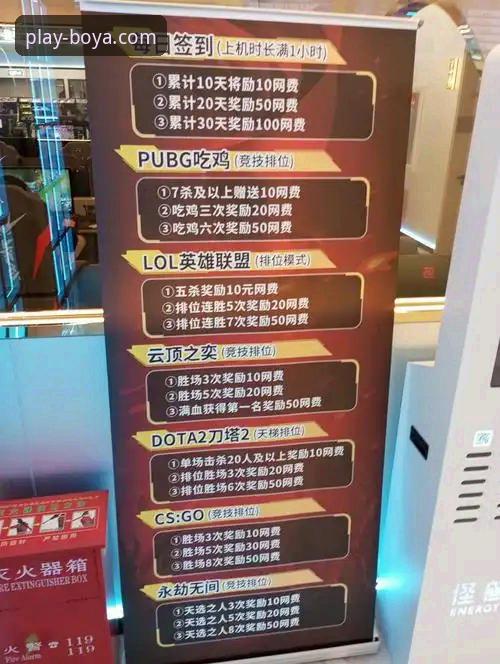 play-boya.com
每日签到(上机时长满1小时)
①累计10天将励10网费
②累计20天奖励50网费
③累计30天奖励100网费
PUBG吃鸡(竞技排位)
①7杀及以上赠送10网费
②吃鸡三次奖励20网费
③吃鸡六次奖励50网费
LOL英雄联盟(排位模式)
①五杀奖励10元网费
②排位连胜5次奖励20网费
③排位连胜7次奖励50网费
云顶之奕(竞技排位)
①胜场3次奖励10网费
②胜场5次奖励20网费
③满血获得第一名奖励50网费
DOTA2刀塔2(天梯排位)
①单场击杀20人及以上奖励10网费
②排位胜场3次奖励20网费
③排位胜场6次奖励50网费
CS:GO(竞技排位)
①胜场3次奖励10网费
②胜场5次奖励30网费
③胜场8次奖励50网费
永劫无间(竞技排位)
①天选之人3次奖励10网费
②天选之人5次奖励20网费
③天选之人8次奖励50网费
灭火器箱
FIRE EXTINGUISHER BOX
火警 119
Fire Alarm 119
ENERGY